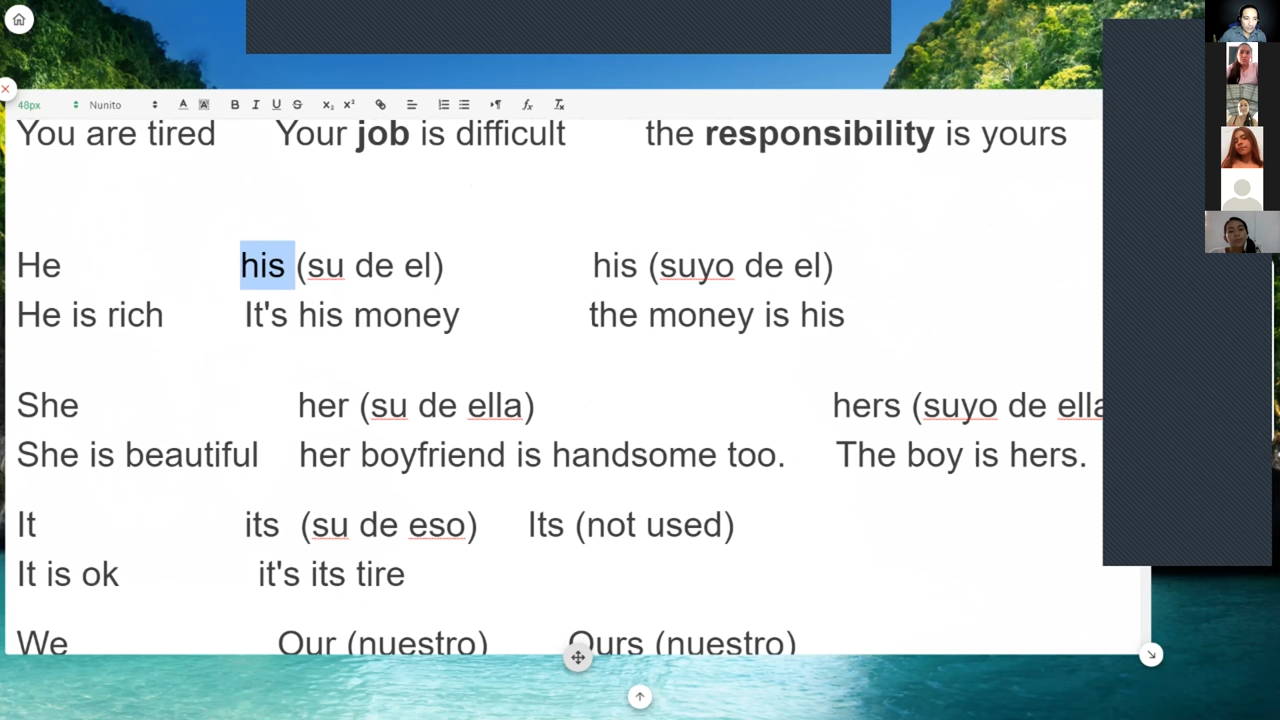 48px Nunito
You are tired Your job is difficult the responsibility is yours
He his (su de el) his (suyo de el)
He is rich It's his money the money is his
She her (su de ella) hers (suyo de ella
She is beautiful her boyfriend is handsome too. The boy is hers.
It its (su de eso) Its (not used)
It is ok it's its tire
We Our (nuestro) Ours (nuestro)